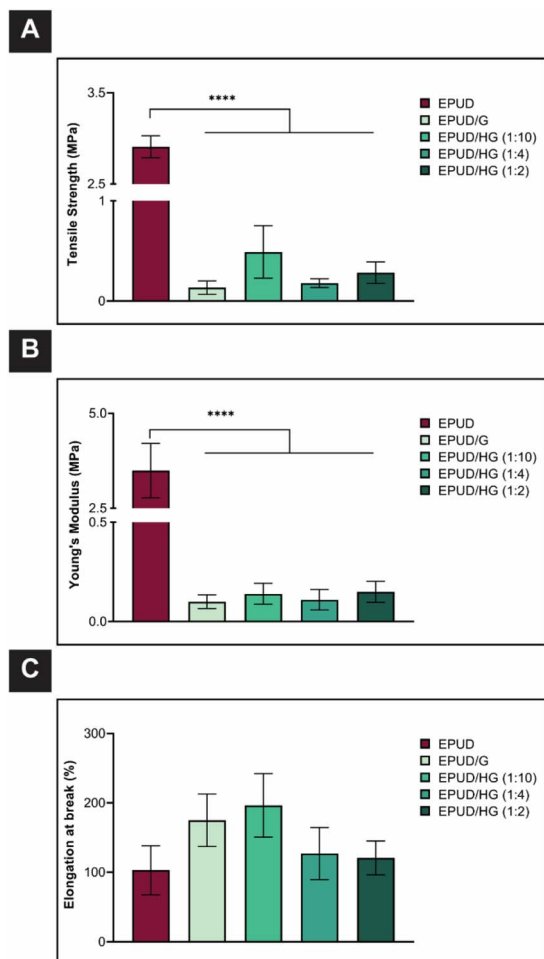 A
Tensile Strength (MPa)
3.5
2.5
1
0
****
EPUD
EPUD/G
EPUD/HG (1:10)
EPUD/HG (1:4)
EPUD/HG (1:2)
B
Young's Modulus (MPa)
5.0
2.5
0.5
0.0
****
EPUD
EPUD/G
EPUD/HG (1:10)
EPUD/HG (1:4)
EPUD/HG (1:2)
C
Elongation at break (%)
300
200
100
0
EPUD
EPUD/G
EPUD/HG (1:10)
EPUD/HG (1:4)
EPUD/HG (1:2)